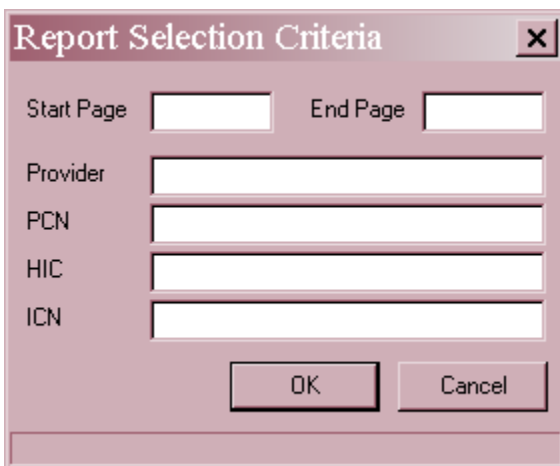 Report Selection Criteria
Start Page End Page
Provider
PCN
HIC
ICN
OK Cancel